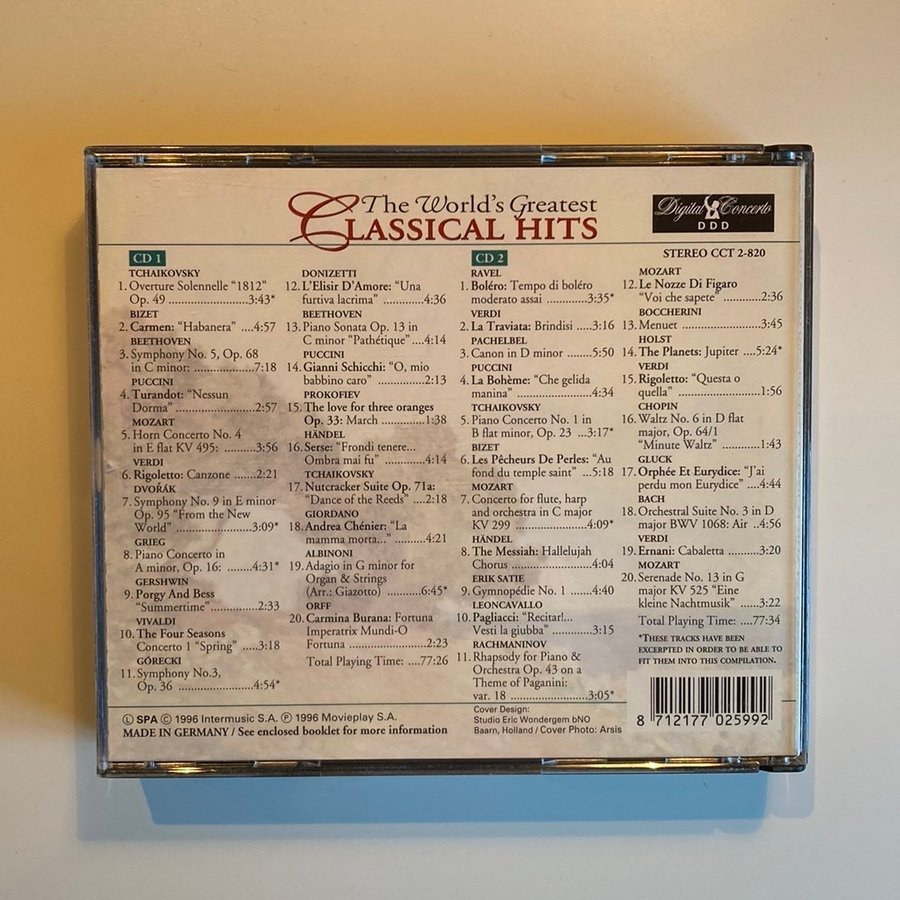 The World's Greatest
CLASSICAL HITS
Digital Concerto
DDD
STEREO CCT 2-820
CD 1
TCHAIKOVSKY
1. Overture Solennelle "1812"
Op. 49 ..................3:43*
BIZET
2. Carmen: "Habanera" ....4:57
BEETHOVEN
3. Symphony No. 5, Op. 68
in C minor: ..................7:18
PUCCINI
4. Turandot: "Nessun
Dorma" ..................2:57
MOZART
5. Horn Concerto No. 4
in E flat KV 495: ..........3:56
VERDI
6. Rigoletto: Canzone ......2:21
DVOŘÁK
7. Symphony No. 9 in E minor
Op. 95 "From the New
World" ..................3:09*
GRIEG
8. Piano Concerto in
A minor, Op. 16: ........4:31*
GERSHWIN
9. Porgy And Bess
"Summertime"..............2:33
VIVALDI
10. The Four Seasons
Concerto 1 "Spring" ....3:18
GÓRECKI
11. Symphony No.3,
Op. 36 ..................4:54*
DONIZETTI
12. L'Elisir D'Amore: "Una
furtiva lacrima" ..........4:36
BEETHOVEN
13. Piano Sonata Op. 13 in
C minor "Pathétique"....4:14
PUCCINI
14. Gianni Schicchi: "O, mio
babbino caro" ............2:13
PROKOFIEV
15. The love for three oranges
Op. 33: March ............1:38
HÄNDEL
16. Serse: "Frondi tenere...
Ombra mai fu" ............4:14
TCHAIKOVSKY
17. Nutcracker Suite Op. 71a:
"Dance of the Reeds" ....2:18
GIORDANO
18. Andrea Chénier: "La
mamma morta..." ........4:21
ALBINONI
19. Adagio in G minor for
Organ & Strings
(Arr.: Giazotto) ..........6:45*
ORFF
20. Carmina Burana: Fortuna
Imperatrix Mundi-O
Fortuna ..................2:23
Total Playing Time: ....77:26
CD 2
RAVEL
1. Boléro: Tempo di boléro
moderato assai ..........3:35*
VERDI
2. La Traviata: Brindisi ....3:16
PACHELBEL
3. Canon in D minor ........5:50
PUCCINI
4. La Bohème: "Che gelida
manina" ..................4:34
TCHAIKOVSKY
5. Piano Concerto No. 1 in
B flat minor, Op. 23 ...3:17*
BIZET
6. Les Pêcheurs De Perles: "Au
fond du temple saint" ...5:18
MOZART
7. Concerto for flute, harp
and orchestra in C major
KV 299 ..................4:09*
HÄNDEL
8. The Messiah: Hallelujah
Chorus ..................4:04
ERIK SATIE
9. Gymnopédie No. 1 ......4:40
LEONCAVALLO
10. Pagliacci: "Recitar!...
Vesti la giubba" ..........3:15
RACHMANINOV
11. Rhapsody for Piano &
Orchestra Op. 43 on a
Theme of Paganini:
var. 18 ..................3:05*
MOZART
12. Le Nozze Di Figaro
"Voi che sapete" ..........2:36
BOCCHERINI
13. Menuet ..................3:45
HOLST
14. The Planets: Jupiter ....5:24*
VERDI
15. Rigoletto: "Questa o
quella" ..................1:56
CHOPIN
16. Waltz No. 6 in D flat
major, Op. 64/1
"Minute Waltz" ..........1:43
GLUCK
17. Orphée Et Eurydice: "J'ai
perdu mon Eurydice" ....4:44
BACH
18. Orchestral Suite No. 3 in D
major BWV 1068: Air ..4:56
VERDI
19. Ernani: Cabaletta ........3:20
MOZART
20. Serenade No. 13 in G
major KV 525 "Eine
kleine Nachtmusik" ......3:22
Total Playing Time: ....77:34
*THESE TRACKS HAVE BEEN
EXCERPTED IN ORDER TO BE ABLE TO
FIT THEM INTO THIS COMPILATION.
Ⓛ SPA © 1996 Intermusic S.A. ℗ 1996 Movieplay S.A.
MADE IN GERMANY / See enclosed booklet for more information
Cover Design:
Studio Eric Wondergem bNO
Baarn, Holland / Cover Photo: Arsis
8 712177 025992